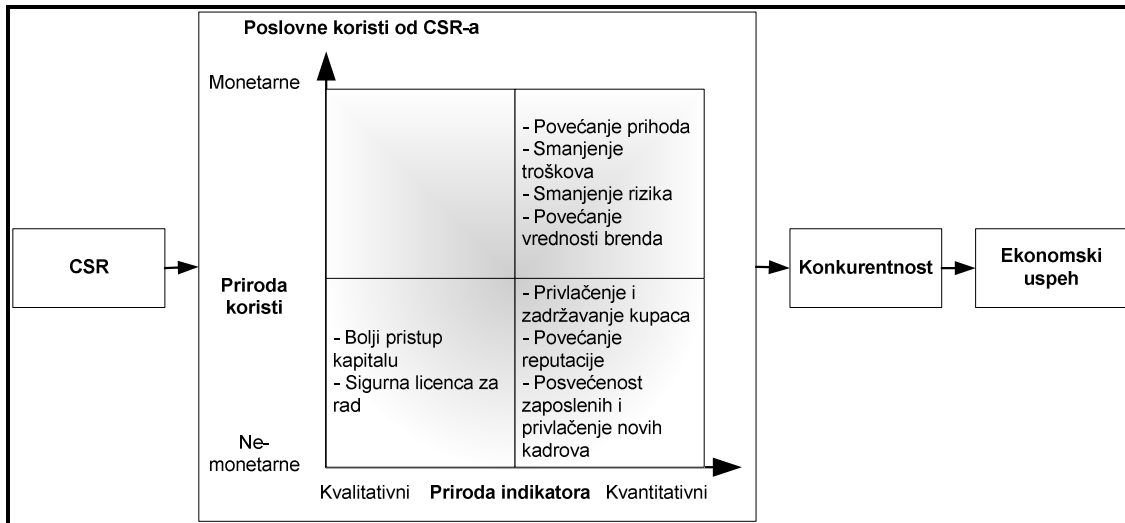 Poslovne koristi od CSR-a
Monetarne
- Povećanje prihoda
- Smanjenje
troškova
- Smanjenje rizika
- Povećanje
vrednosti brenda
CSR
Priroda
koristi
- Bolji pristup
kapitalu
- Sigurna licenca za
rad
- Privlačenje i
zadržavanje kupaca
- Povećanje
reputacije
- Posvećenost
zaposlenih i
privlačenje novih
kadrova
Konkurentnost
Ekonomski
uspeh
Ne-
monetarne
Kvalitativni Priroda indikatora Kvantitativni